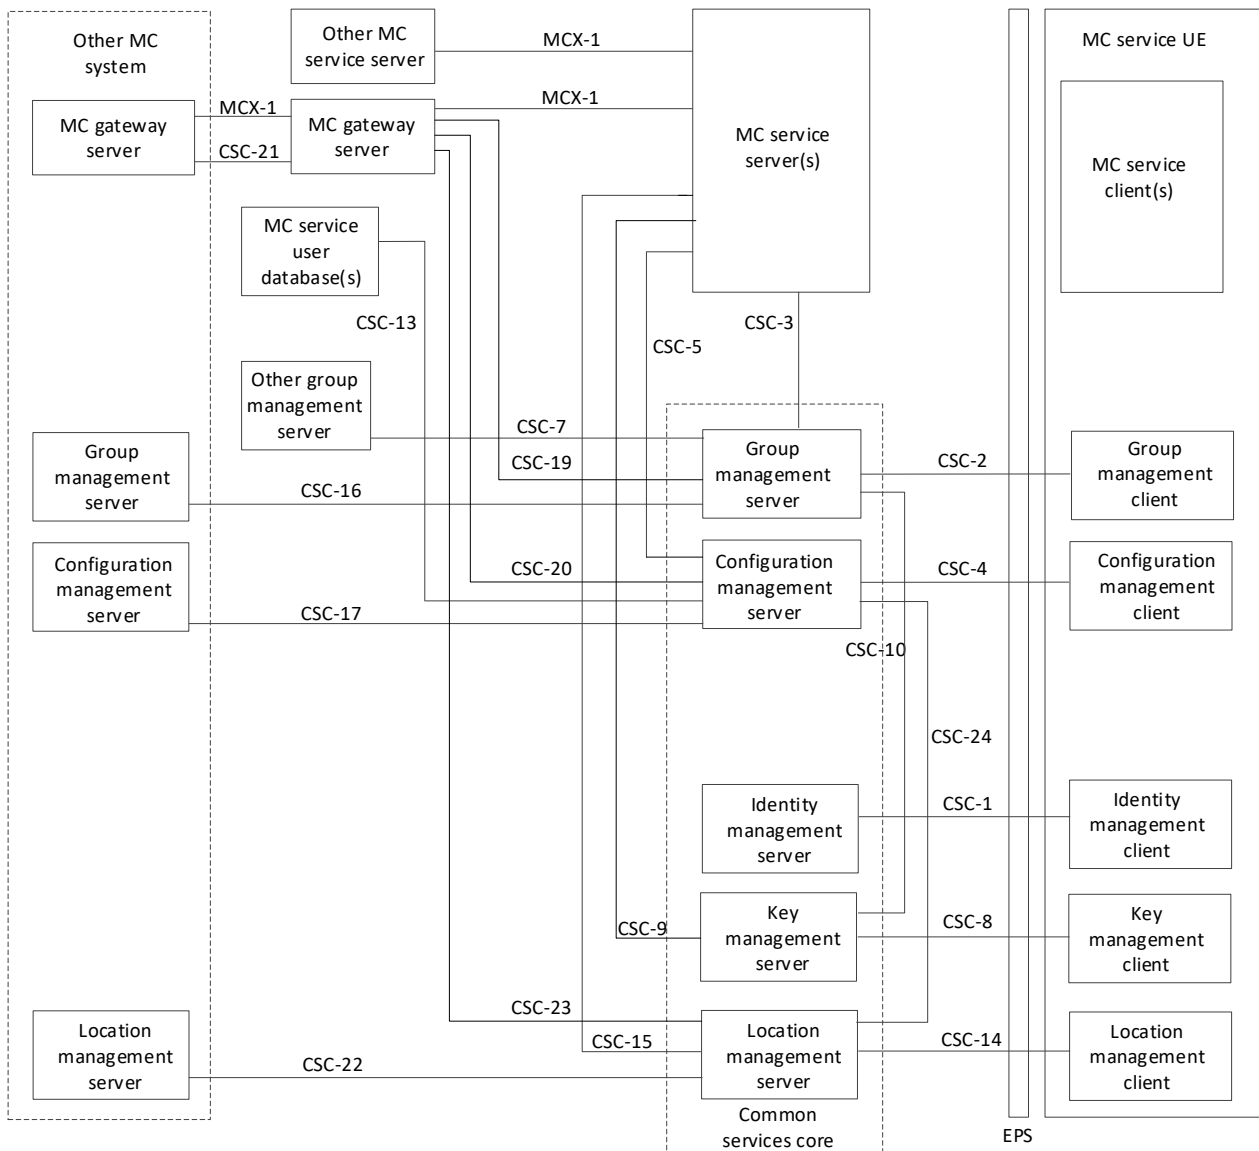 Other MC
system
Other MC
service server
MCX-1
MC service UE
MCX-1
MC gateway
server
MCX-1
CSC-21
MC gateway
server
MC service
server(s)
MC service
client(s)
MC service
user
database(s)
CSC-13
CSC-3
CSC-5
Other group
management
server
CSC-7
CSC-19
Group
management
server
CSC-16
Group
management
server
CSC-2
Group
management
client
Configuration
management
server
CSC-20
CSC-17
Configuration
management
server
CSC-4
Configuration
management
client
CSC-10
CSC-24
Identity
management
server
CSC-1
Identity
management
client
CSC-9
Key
management
server
CSC-8
Key
management
client
CSC-23
CSC-15
Location
management
server
CSC-22
Location
management
server
CSC-14
Location
management
client
Common
services core
EPS